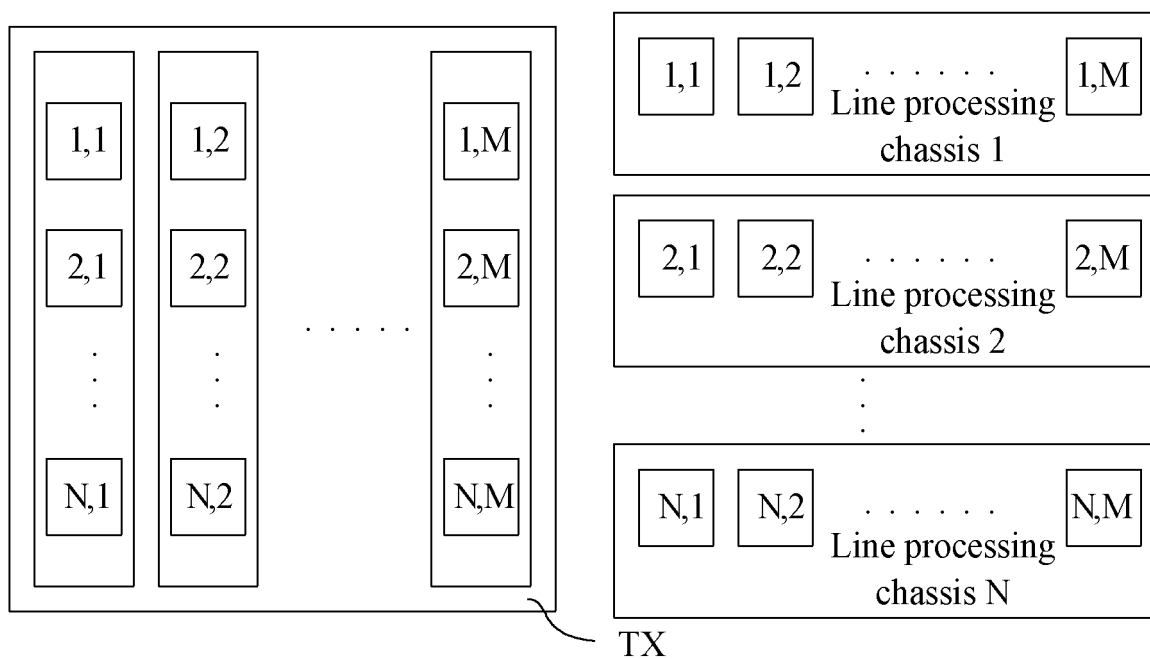 1,1 1,2 1,M
2,1 2,2 2,M
. . . . .
N,1 N,2 N,M
TX
1,1 1,2 . . . . . . 1,M
Line processing
chassis 1
2,1 2,2 . . . . . . 2,M
Line processing
chassis 2
N,1 N,2 . . . . . . N,M
Line processing
chassis N